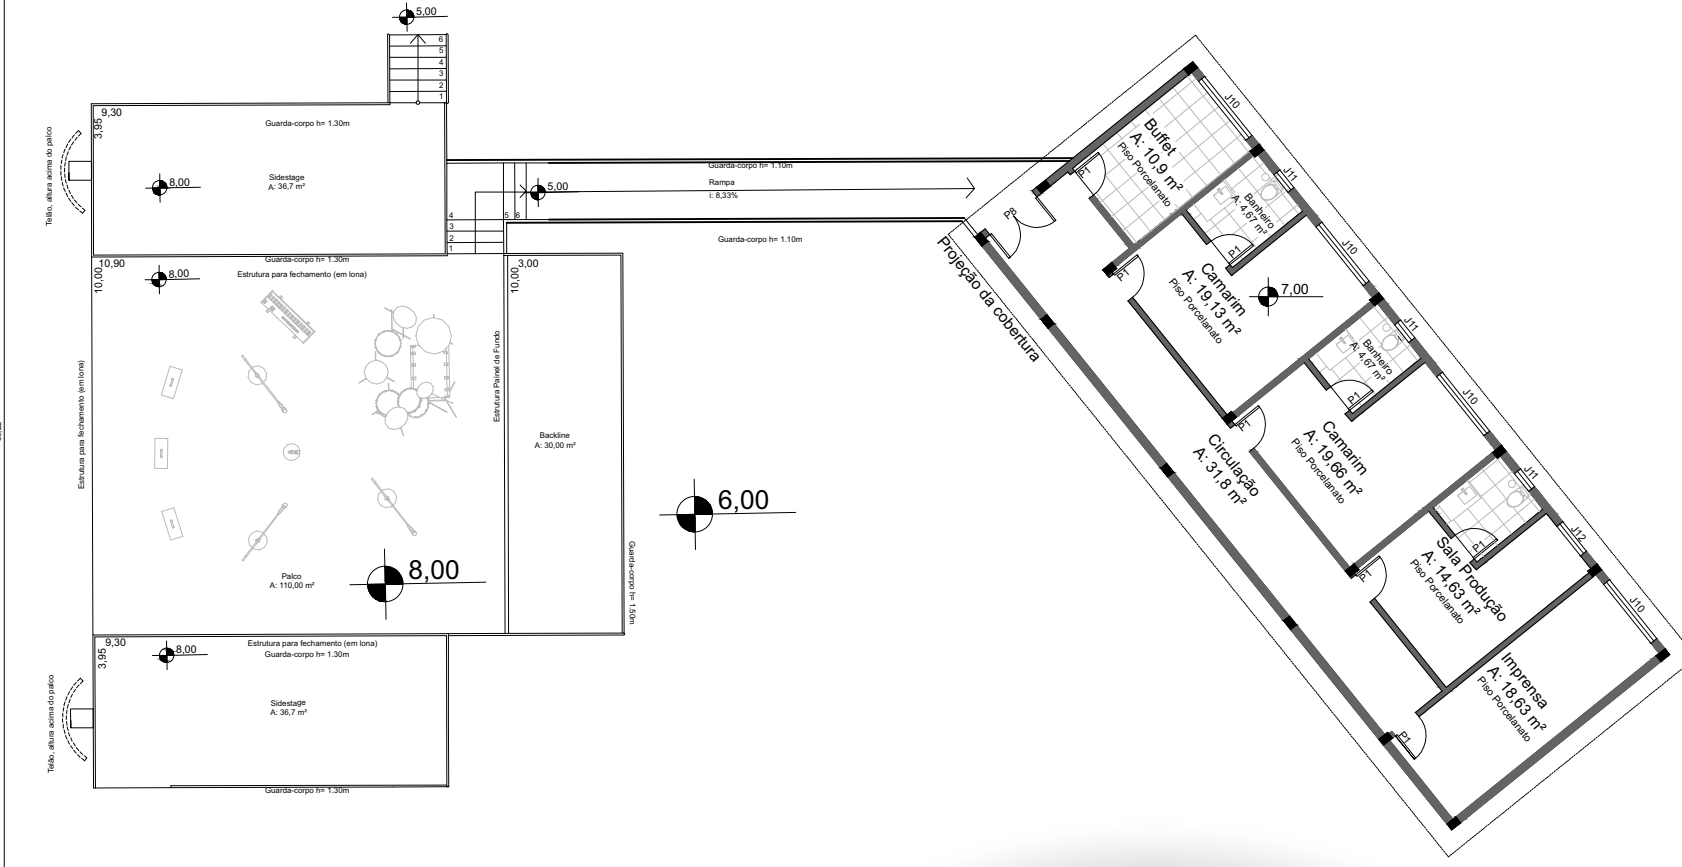 5,00
6
5
4
3
2
1
9,30
3,95
Guarda-corpo h= 1.30m
Telão, altura acima do palco
8,00
Sidestage
A: 36,7 m²
Guarda-corpo h= 1.10m
Rampa
i: 8,33%
5,00
4
3
2
1
5
6
Guarda-corpo h= 1.10m
Guarda-corpo h= 1.30m
10,90
10,00
8,00
Estrutura para fechamento (em lona)
Estrutura para fechamento (em lona)
Estrutura Painel de Fundo
3,00
10,00
Backline
A: 30,00 m²
Guarda-corpo h= 1.50m
6,00
Palco
A: 110,00 m²
8,00
9,30
3,95
8,00
Estrutura para fechamento (em lona)
Guarda-corpo h= 1.30m
Telão, altura acima do palco
Sidestage
A: 36,7 m²
Guarda-corpo h= 1.30m
Buffet
A: 10,9 m²
Piso Porcelanato
J10
P1
P8
J11
Banheiro
A: 4,67 m²
P1
Projeção da cobertura
P1
Camarim
A: 19,13 m²
Piso Porcelanato
7,00
J10
J11
Banheiro
A: 4,67 m²
P1
P1
Camarim
A: 19,66 m²
Piso Porcelanato
J10
Circulação
A: 31,8 m²
J11
P1
P1
Sala Produção
A: 14,63 m²
Piso Porcelanato
J12
J10
Imprensa
A: 18,63 m²
Piso Porcelanato
P1